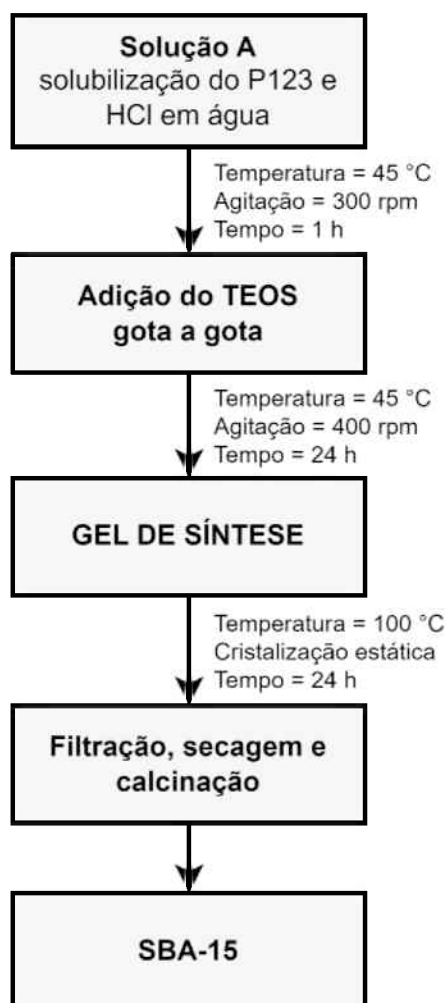 Solução A
solubilização do P123 e
HCl em água
Temperatura = 45 °C
Agitação = 300 rpm
Tempo = 1 h
Adição do TEOS
gota a gota
Temperatura = 45 °C
Agitação = 400 rpm
Tempo = 24 h
GEL DE SÍNTESE
Temperatura = 100 °C
Cristalização estática
Tempo = 24 h
Filtração, secagem e
calcinação
SBA-15